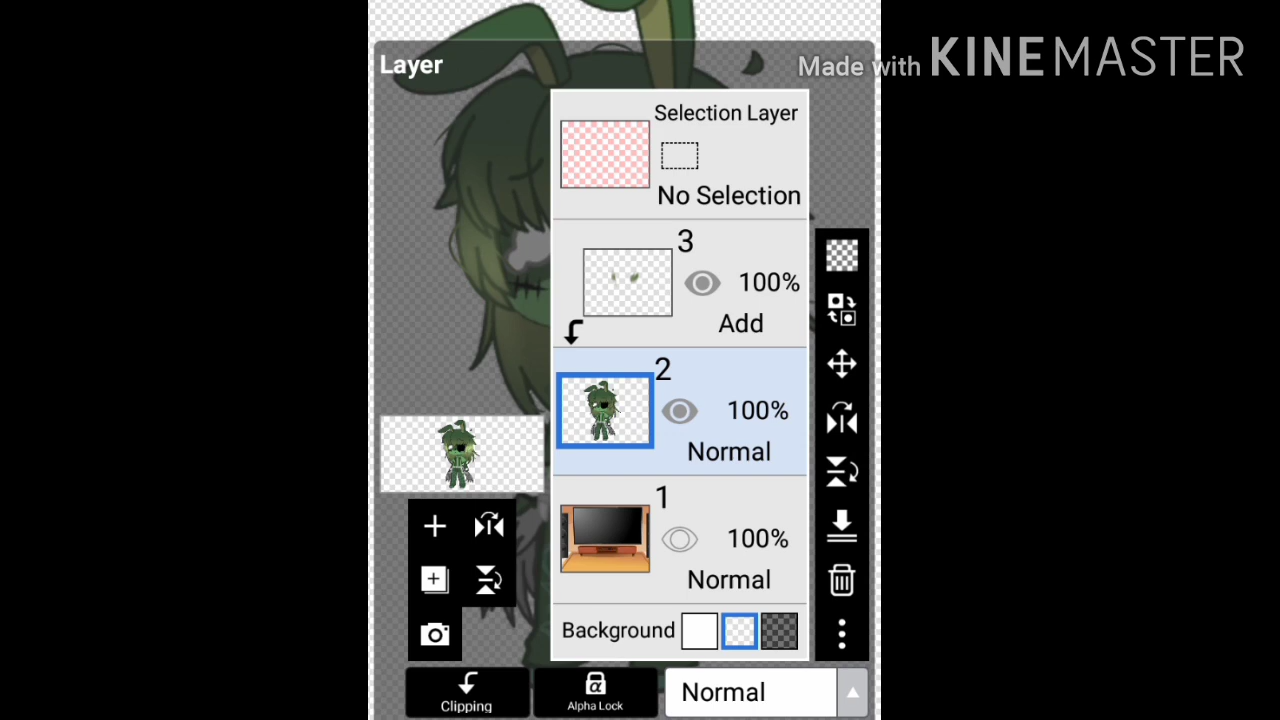 Layer
Made with KINEMASTER
Selection Layer
No Selection
3
100%
Add
2
100%
Normal
1
100%
Normal
Background
Clipping
α
Alpha Lock
Normal